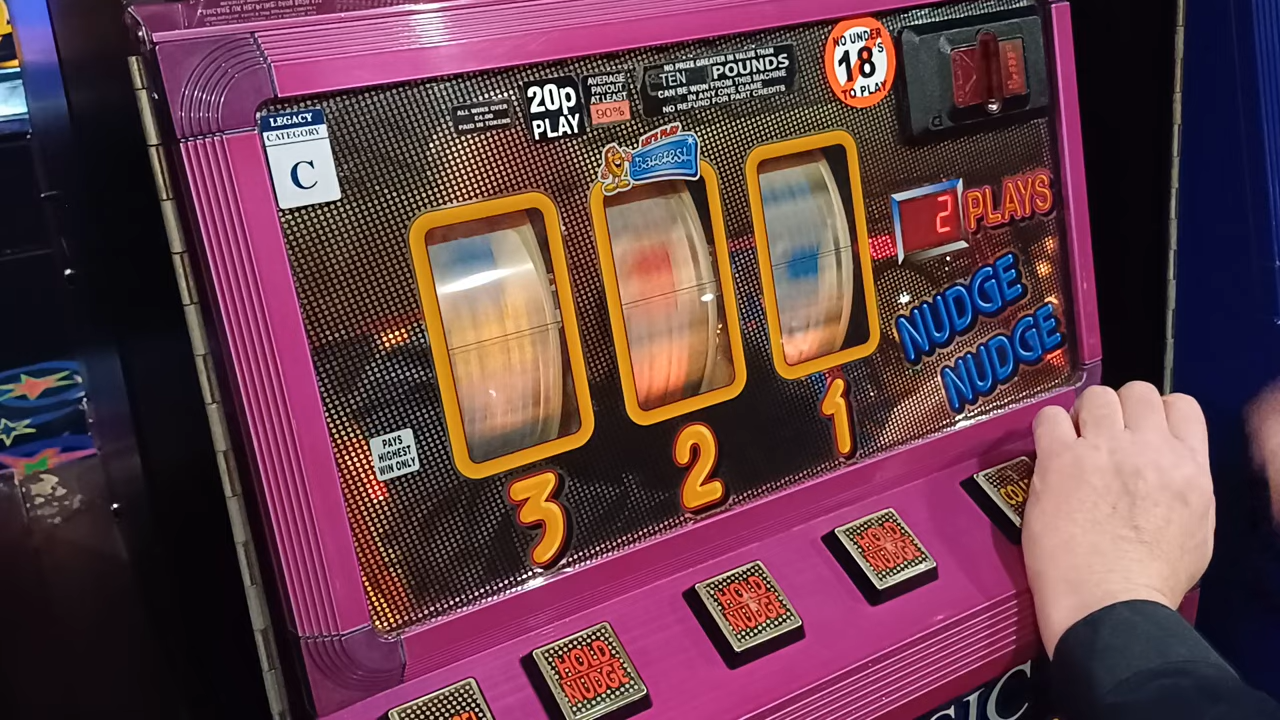 LEGACY
CATEGORY
C
ALL WINS OVER
£4.00
PAID IN TOKENS
20p
PLAY
AVERAGE
PAYOUT
AT LEAST
90%
NO PRIZE GREATER IN VALUE THAN
TEN POUNDS
CAN BE WON FROM THIS MACHINE
IN ANY ONE GAME
NO REFUND FOR PART CREDITS
NO UNDER
18's
TO PLAY
LET'S PLAY
Barcrest
2 PLAYS
NUDGE
NUDGE
PAYS
HIGHEST
WIN ONLY
3
2
1
HOLD
NUDGE
HOLD
NUDGE
HOLD
NUDGE